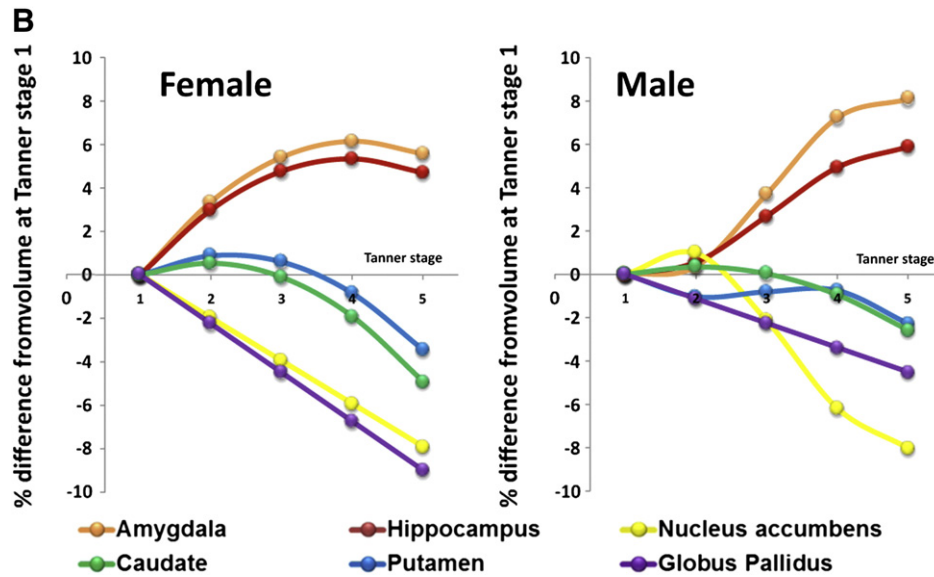 B
% difference fromvolume at Tanner stage 1
Female
10
8
6
4
2
0
-2
-4
-6
-8
-10
0
1
2
3
4
5
Tanner stage
% difference fromvolume at Tanner stage 1
Male
10
8
6
4
2
0
-2
-4
-6
-8
-10
0
1
2
3
4
5
Tanner stage
Amygdala
Hippocampus
Nucleus accumbens
Caudate
Putamen
Globus Pallidus